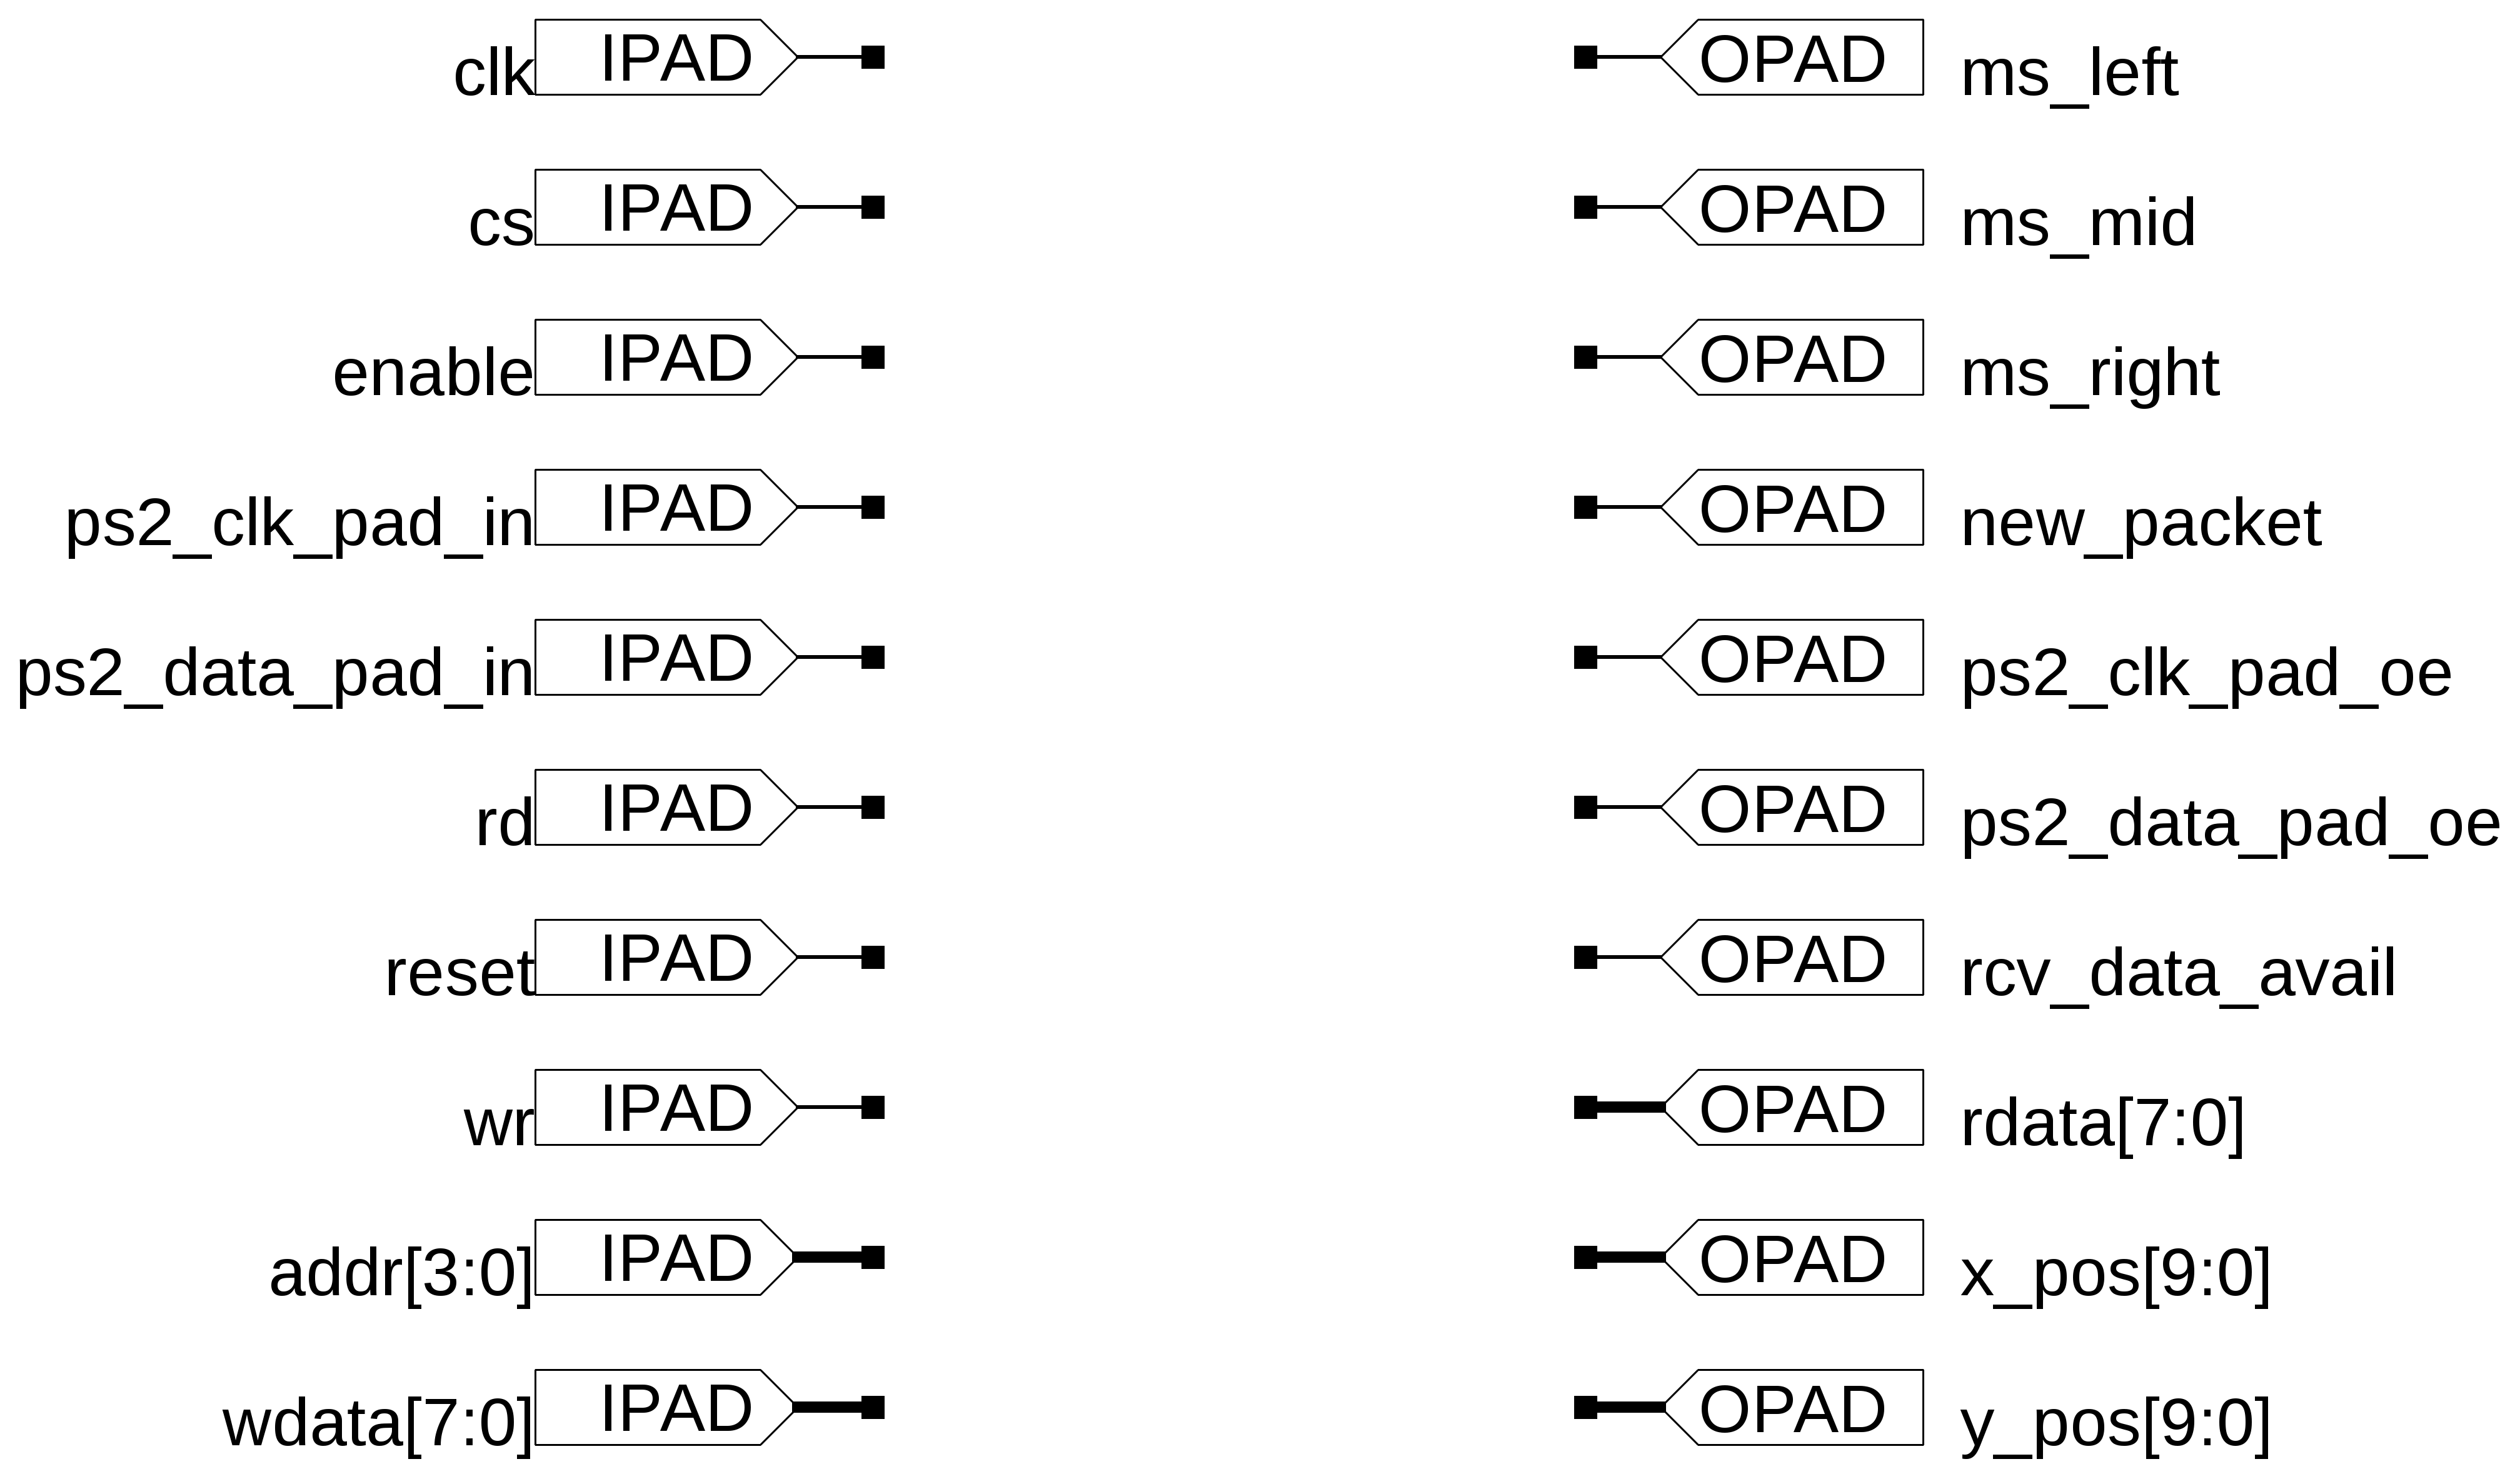 clk IPAD OPAD ms_left
cs IPAD OPAD ms_mid
enable IPAD OPAD ms_right
ps2_clk_pad_in IPAD OPAD new_packet
ps2_data_pad_in IPAD OPAD ps2_clk_pad_oe
rd IPAD OPAD ps2_data_pad_oe
reset IPAD OPAD rcv_data_avail
wr IPAD OPAD rdata[7:0]
addr[3:0] IPAD OPAD x_pos[9:0]
wdata[7:0] IPAD OPAD y_pos[9:0]